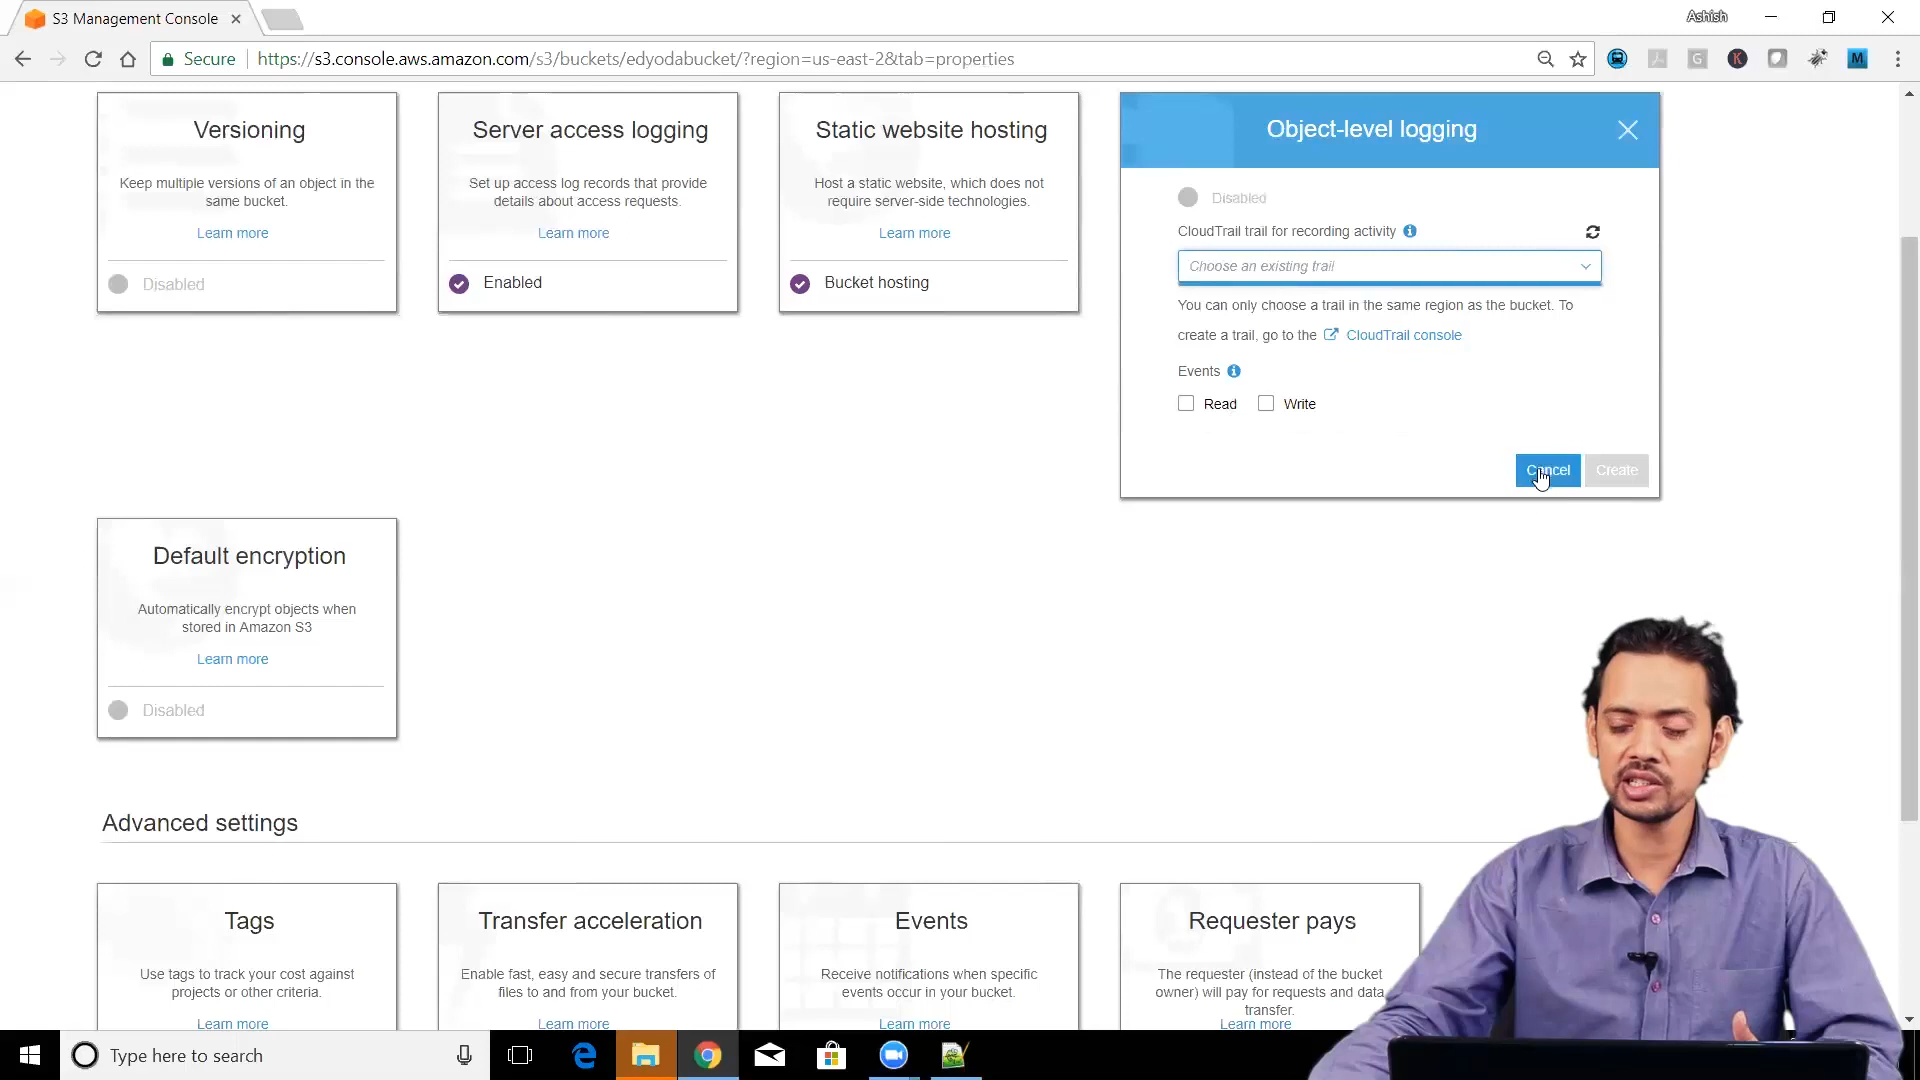 S3 Management Console
Ashish
Secure
https://s3.console.aws.amazon.com/s3/buckets/edyodabucket/?region=us-east-2&tab=properties
G
K
M
Versioning
Keep multiple versions of an object in the
same bucket.
Learn more
Disabled
Server access logging
Set up access log records that provide
details about access requests.
Learn more
Enabled
Static website hosting
Host a static website, which does not
require server-side technologies.
Learn more
Bucket hosting
Object-level logging
Disabled
CloudTrail trail for recording activity
Choose an existing trail
You can only choose a trail in the same region as the bucket. To
create a trail, go to the CloudTrail console
Events
Read Write
Cancel Create
Default encryption
Automatically encrypt objects when
stored in Amazon S3
Learn more
Disabled
Advanced settings
Tags
Use tags to track your cost against
projects or other criteria.
Learn more
Transfer acceleration
Enable fast, easy and secure transfers of
files to and from your bucket.
Learn more
Events
Receive notifications when specific
events occur in your bucket.
Learn more
Requester pays
The requester (instead of the bucket
owner) will pay for requests and data
transfer.
Learn more
Type here to search